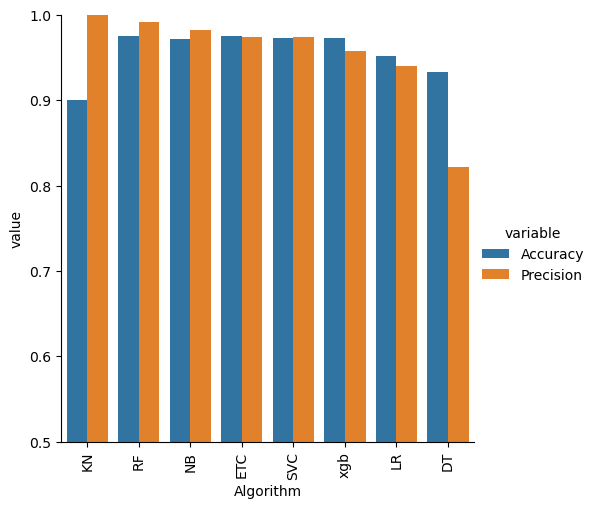 1.0
0.9
0.8
0.7
0.6
0.5
value
KN
RF
NB
ETC
SVC
xgb
LR
DT
Algorithm
variable
Accuracy
Precision